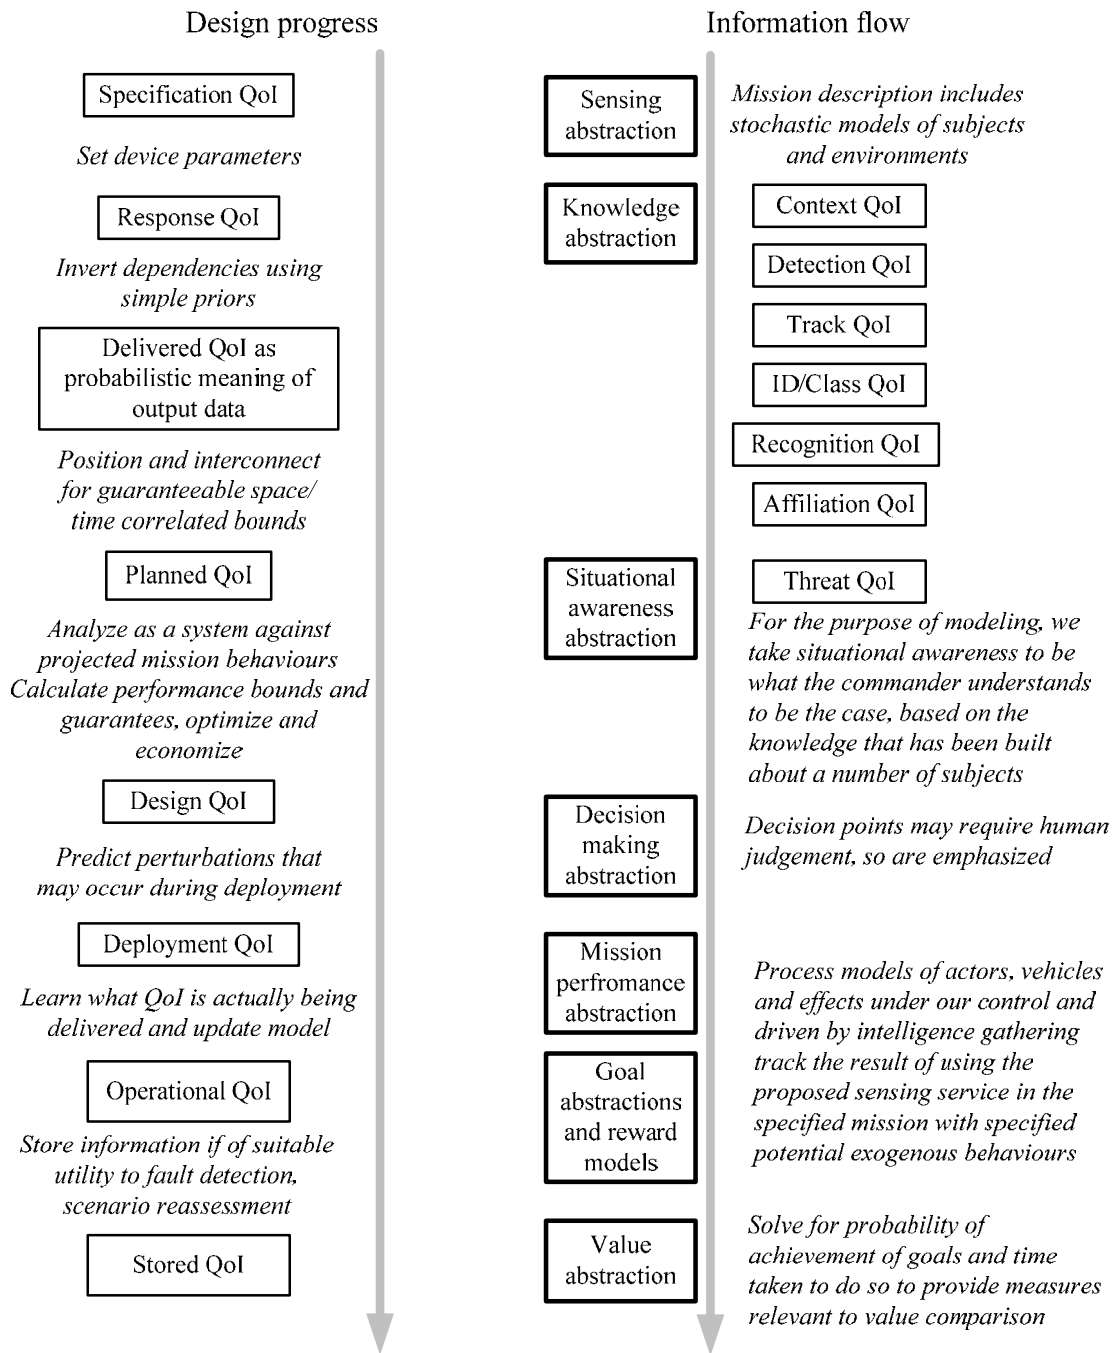 Design progress
Specification QoI
Set device parameters
Response QoI
Invert dependencies using
simple priors
Delivered QoI as
probabilistic meaning of
output data
Position and interconnect
for guaranteeable space/
time correlated bounds
Planned QoI
Analyze as a system against
projected mission behaviours
Calculate performance bounds and
guarantees, optimize and
economize
Design QoI
Predict perturbations that
may occur during deployment
Deployment QoI
Learn what QoI is actually being
delivered and update model
Operational QoI
Store information if of suitable
utility to fault detection,
scenario reassessment
Stored QoI
Information flow
Sensing
abstraction
Mission description includes
stochastic models of subjects
and environments
Knowledge
abstraction
Context QoI
Detection QoI
Track QoI
ID/Class QoI
Recognition QoI
Affiliation QoI
Situational
awareness
abstraction
Threat QoI
For the purpose of modeling, we
take situational awareness to be
what the commander understands
to be the case, based on the
knowledge that has been built
about a number of subjects
Decision
making
abstraction
Decision points may require human
judgement, so are emphasized
Mission
perfromance
abstraction
Goal
abstractions
and reward
models
Process models of actors, vehicles
and effects under our control and
driven by intelligence gathering
track the result of using the
proposed sensing service in the
specified mission with specified
potential exogenous behaviours
Value
abstraction
Solve for probability of
achievement of goals and time
taken to do so to provide measures
relevant to value comparison